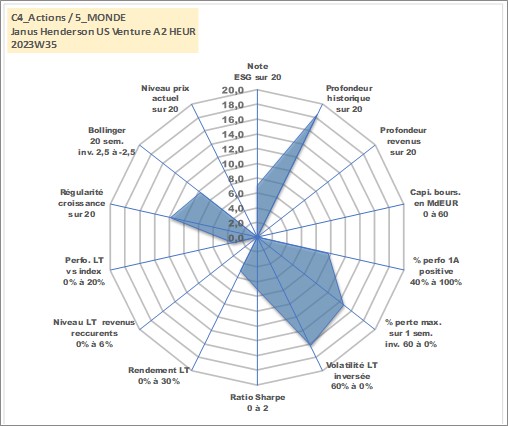 C4_Actions / 5_MONDE
Janus Henderson US Venture A2 HEUR
2023W35
Note
ESG sur 20
Profondeur
historique
sur 20
Profondeur
revenus
sur 20
Capi. bours.
en MdEUR
0 à 60
% perfo 1A
positive
40% à 100%
% perte max.
sur 1 sem.
inv. 60 à 0%
Volatilité LT
inversée
60% à 0%
Ratio Sharpe
0 à 2
Rendement LT
0% à 30%
Niveau LT revenus
reccurents
0% à 6%
Perfo. LT
vs index
0% à 20%
Régularité
croissance
sur 20
Bollinger
20 sem.
inv. 2,5 à -2,5
Niveau prix
actuel
sur 20
20,0
18,0
16,0
14,0
12,0
10,0
8,0
6,0
4,0
2,0
0,0